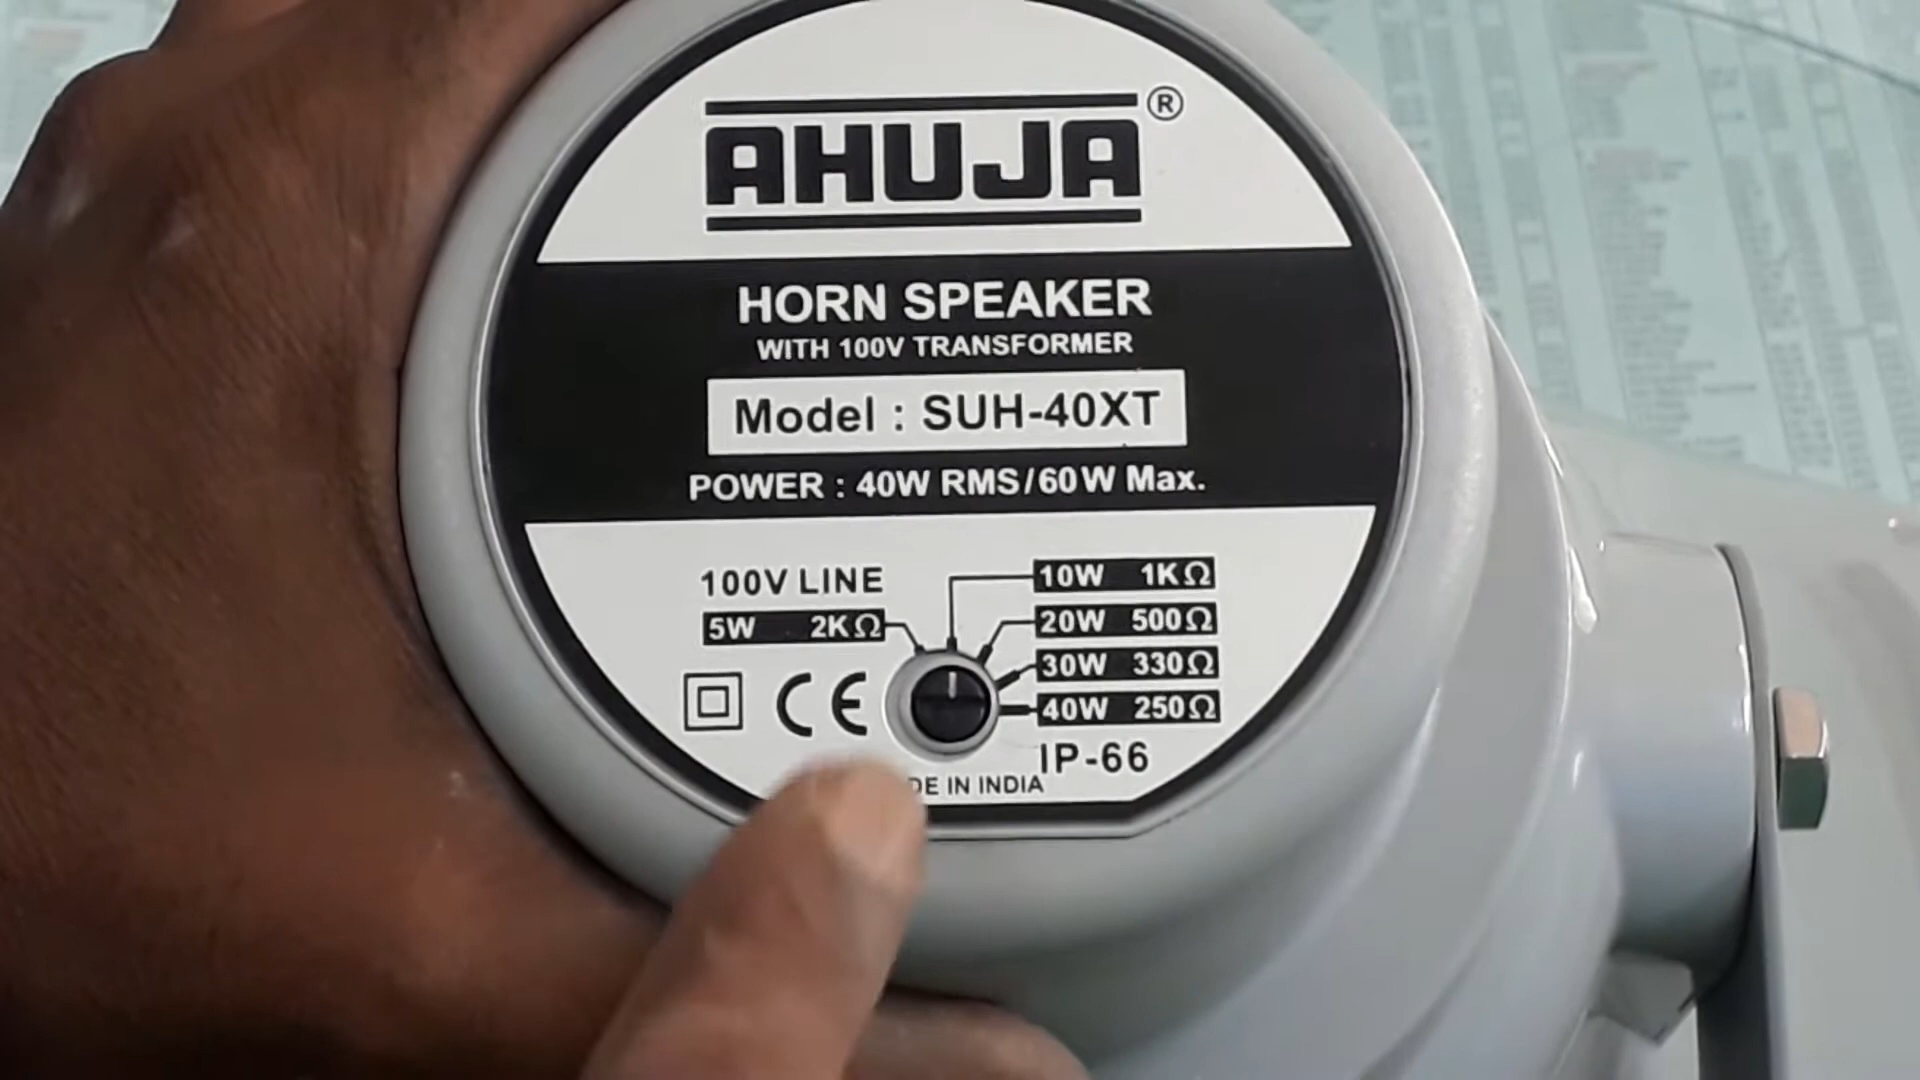 AHUJA®
HORN SPEAKER
WITH 100V TRANSFORMER
Model : SUH-40XT
POWER : 40W RMS/60W Max.
100V LINE
5W 2KΩ
10W 1KΩ
20W 500Ω
30W 330Ω
40W 250Ω
CE
IP-66
DE IN INDIA